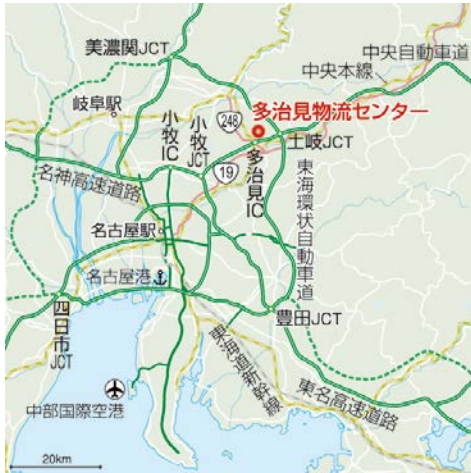 美濃関JCT
中央自動車道
中央本線
岐阜駅
小牧IC
小牧JCT
248
多治見物流センター
土岐JCT
19
多治見IC
名神高速道路
東海環状自動車道
名古屋駅
名古屋港
四日市JCT
豊田JCT
東海道新幹線
東名高速道路
中部国際空港
20km